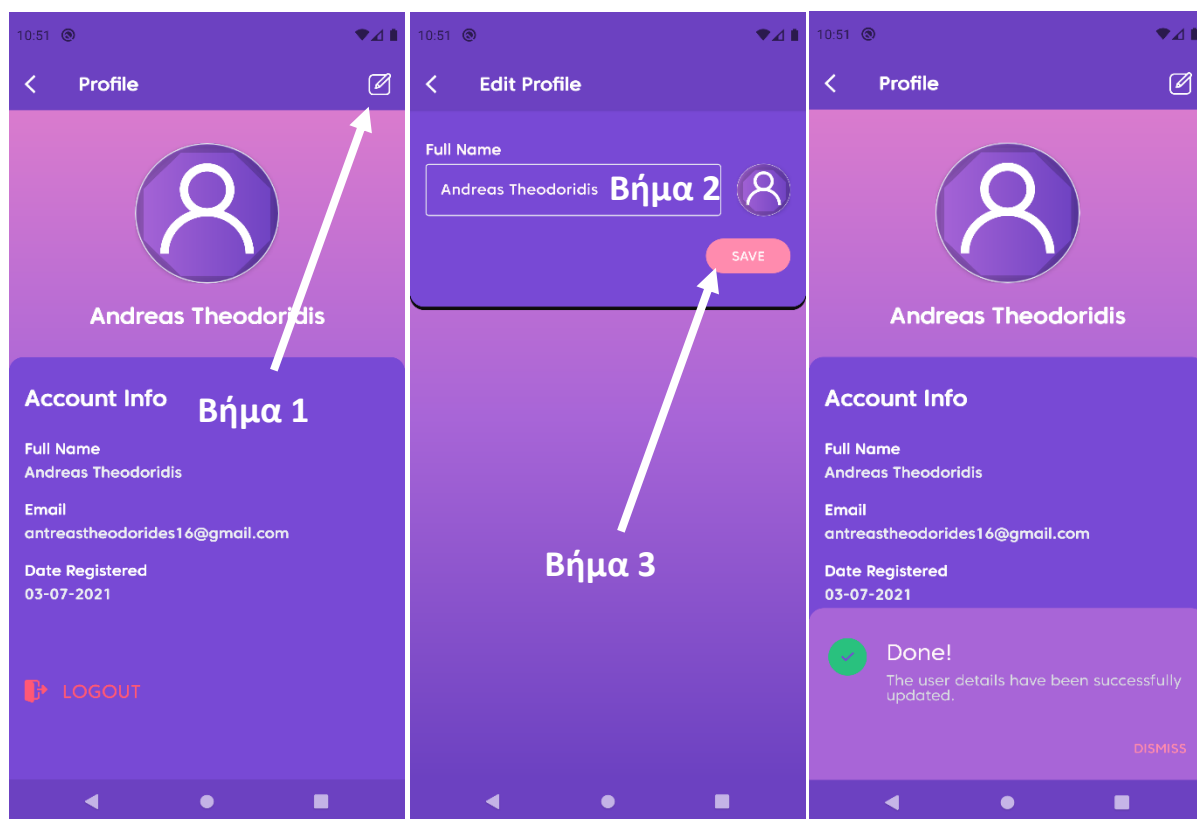 10:51
Profile
Andreas Theodoridis
Account Info
Βήμα 1
Full Name
Andreas Theodoridis
Email
antreastheodorides16@gmail.com
Date Registered
03-07-2021
LOGOUT
10:51
Edit Profile
Full Name
Andreas Theodoridis Βήμα 2
SAVE
Βήμα 3
10:51
Profile
Andreas Theodoridis
Account Info
Full Name
Andreas Theodoridis
Email
antreastheodorides16@gmail.com
Date Registered
03-07-2021
Done!
The user details have been successfully
updated.
DISMISS